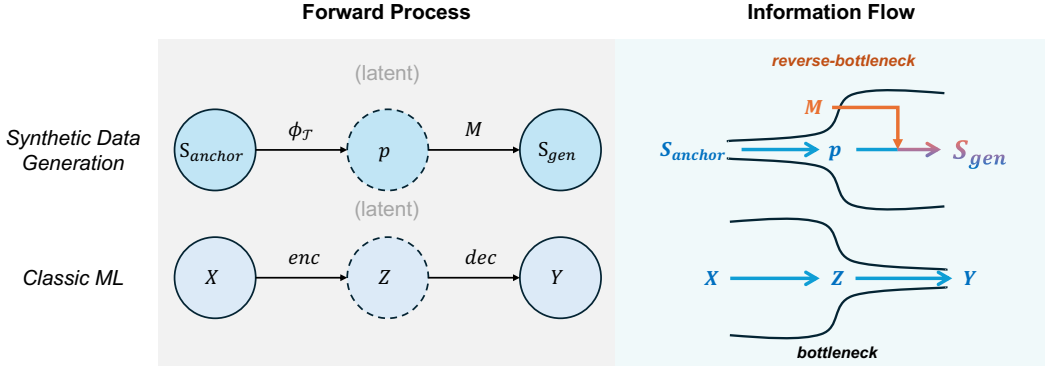 Forward Process
Information Flow
(latent)
reverse-bottleneck
Synthetic Data
Generation
S_anchor
ϕ_𝒯
p
M
S_gen
M
S_anchor
p
S_gen
(latent)
Classic ML
X
enc
Z
dec
Y
X
Z
Y
bottleneck